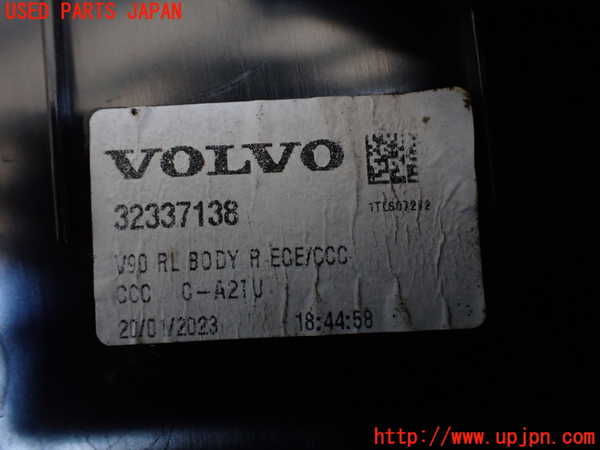 USED PARTS JAPAN
VOLVO
32337138
V90 RL BODY R ECE/CCC
CCC C-A21U
20/01/2023 18:44:58
http://www.upjpn.com/